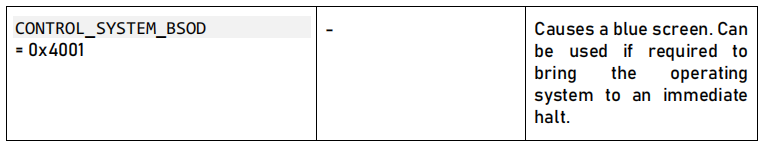 CONTROL_SYSTEM_BSOD
= 0x4001
-
Causes a blue screen. Can
be used if required to
bring the operating
system to an immediate
halt.